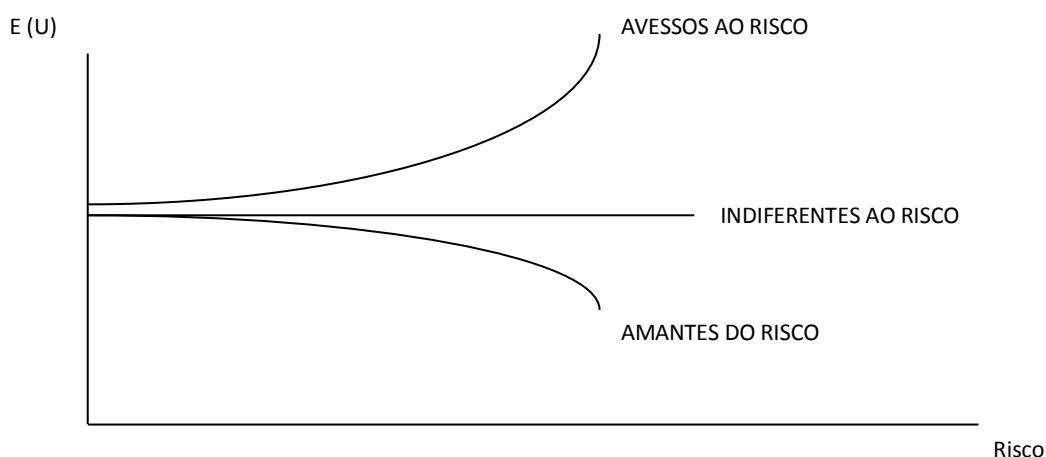 E (U)
AVESSOS AO RISCO
INDIFERENTES AO RISCO
AMANTES DO RISCO
Risco